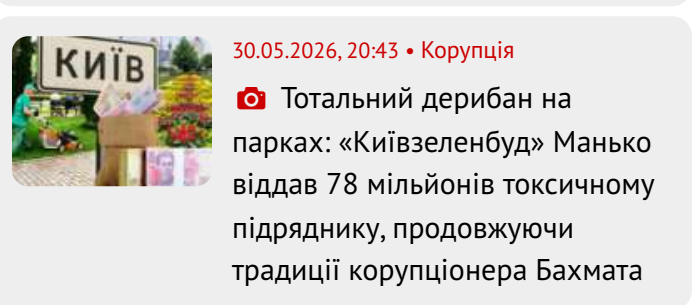 КИЇВ
30.05.2026, 20:43 • Корупція
Тотальний дерибан на
парках: «Київзеленбуд» Манько
віддав 78 мільйонів токсичному
підряднику, продовжуючи
традиції корупціонера Бахмата